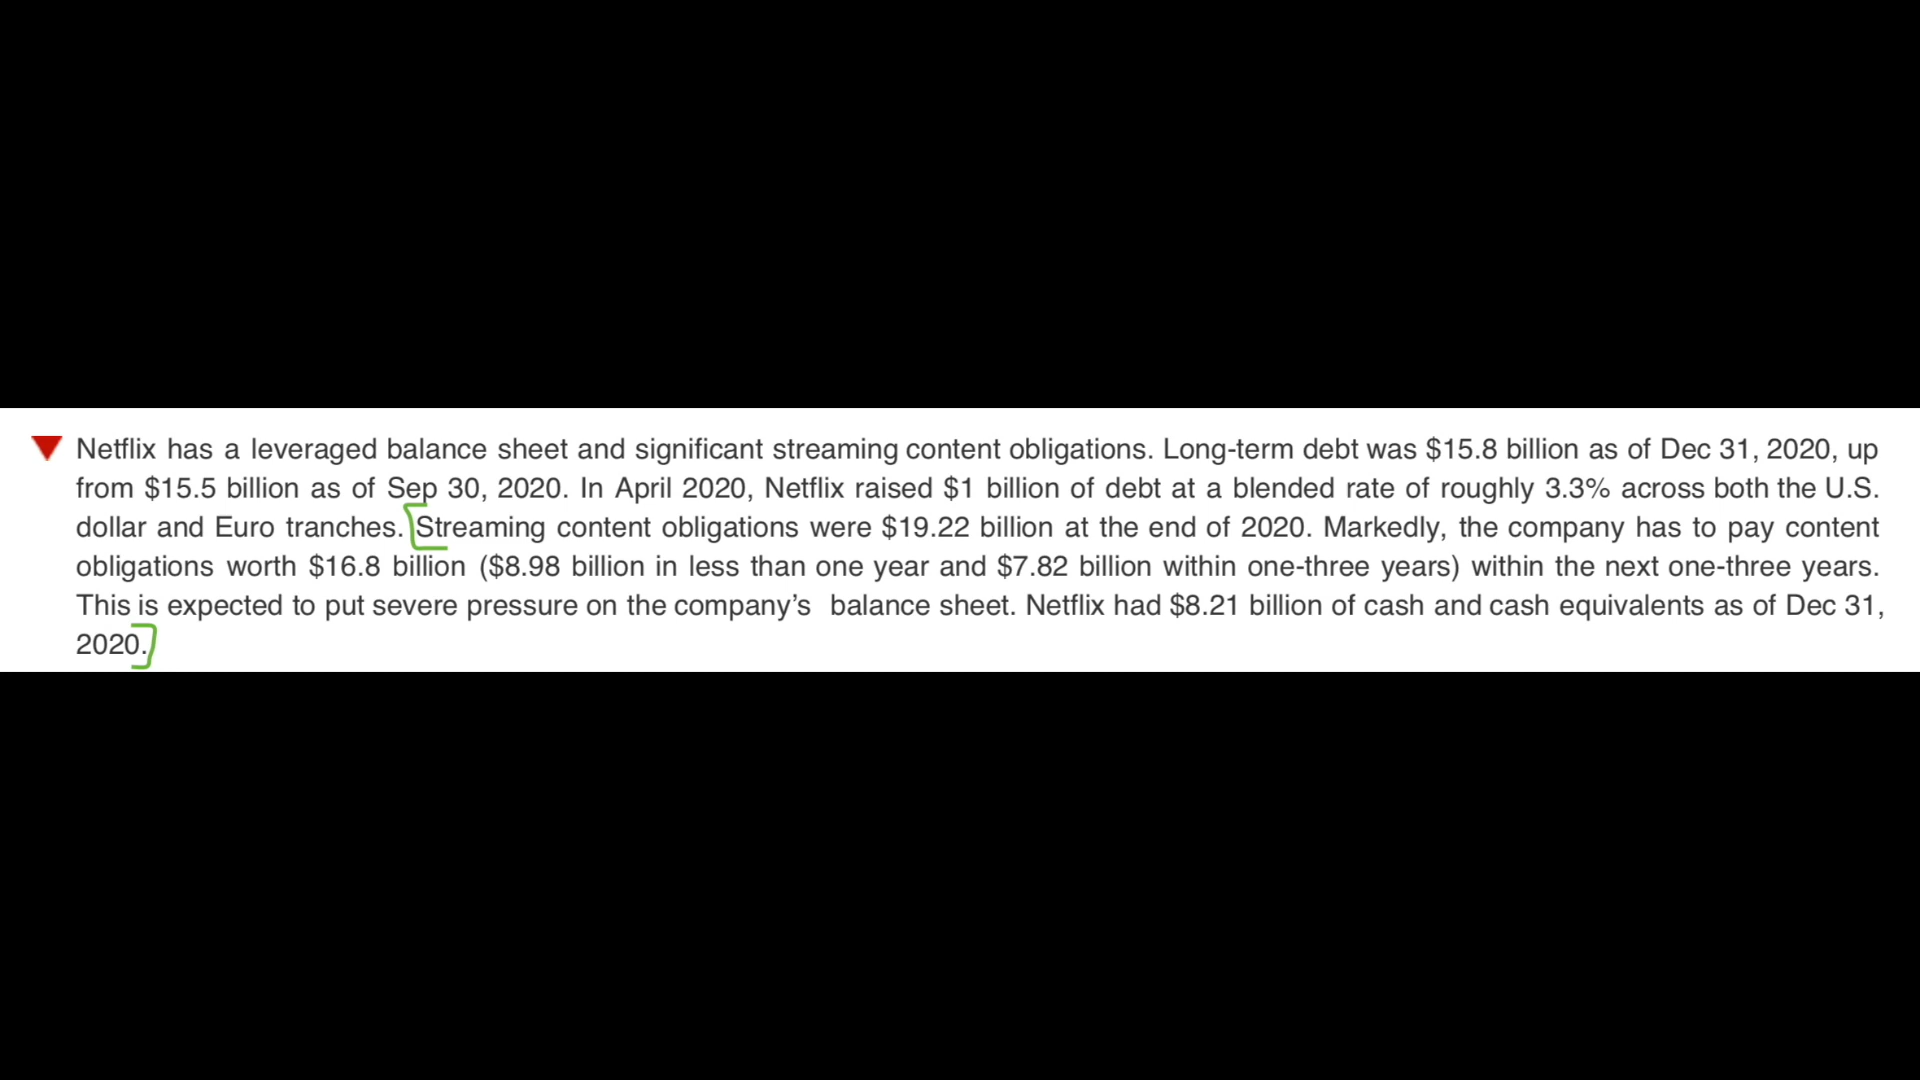 Netflix has a leveraged balance sheet and significant streaming content obligations. Long-term debt was $15.8 billion as of Dec 31, 2020, up
from $15.5 billion as of Sep 30, 2020. In April 2020, Netflix raised $1 billion of debt at a blended rate of roughly 3.3% across both the U.S.
dollar and Euro tranches. Streaming content obligations were $19.22 billion at the end of 2020. Markedly, the company has to pay content
obligations worth $16.8 billion ($8.98 billion in less than one year and $7.82 billion within one-three years) within the next one-three years.
This is expected to put severe pressure on the company’s balance sheet. Netflix had $8.21 billion of cash and cash equivalents as of Dec 31,
2020.